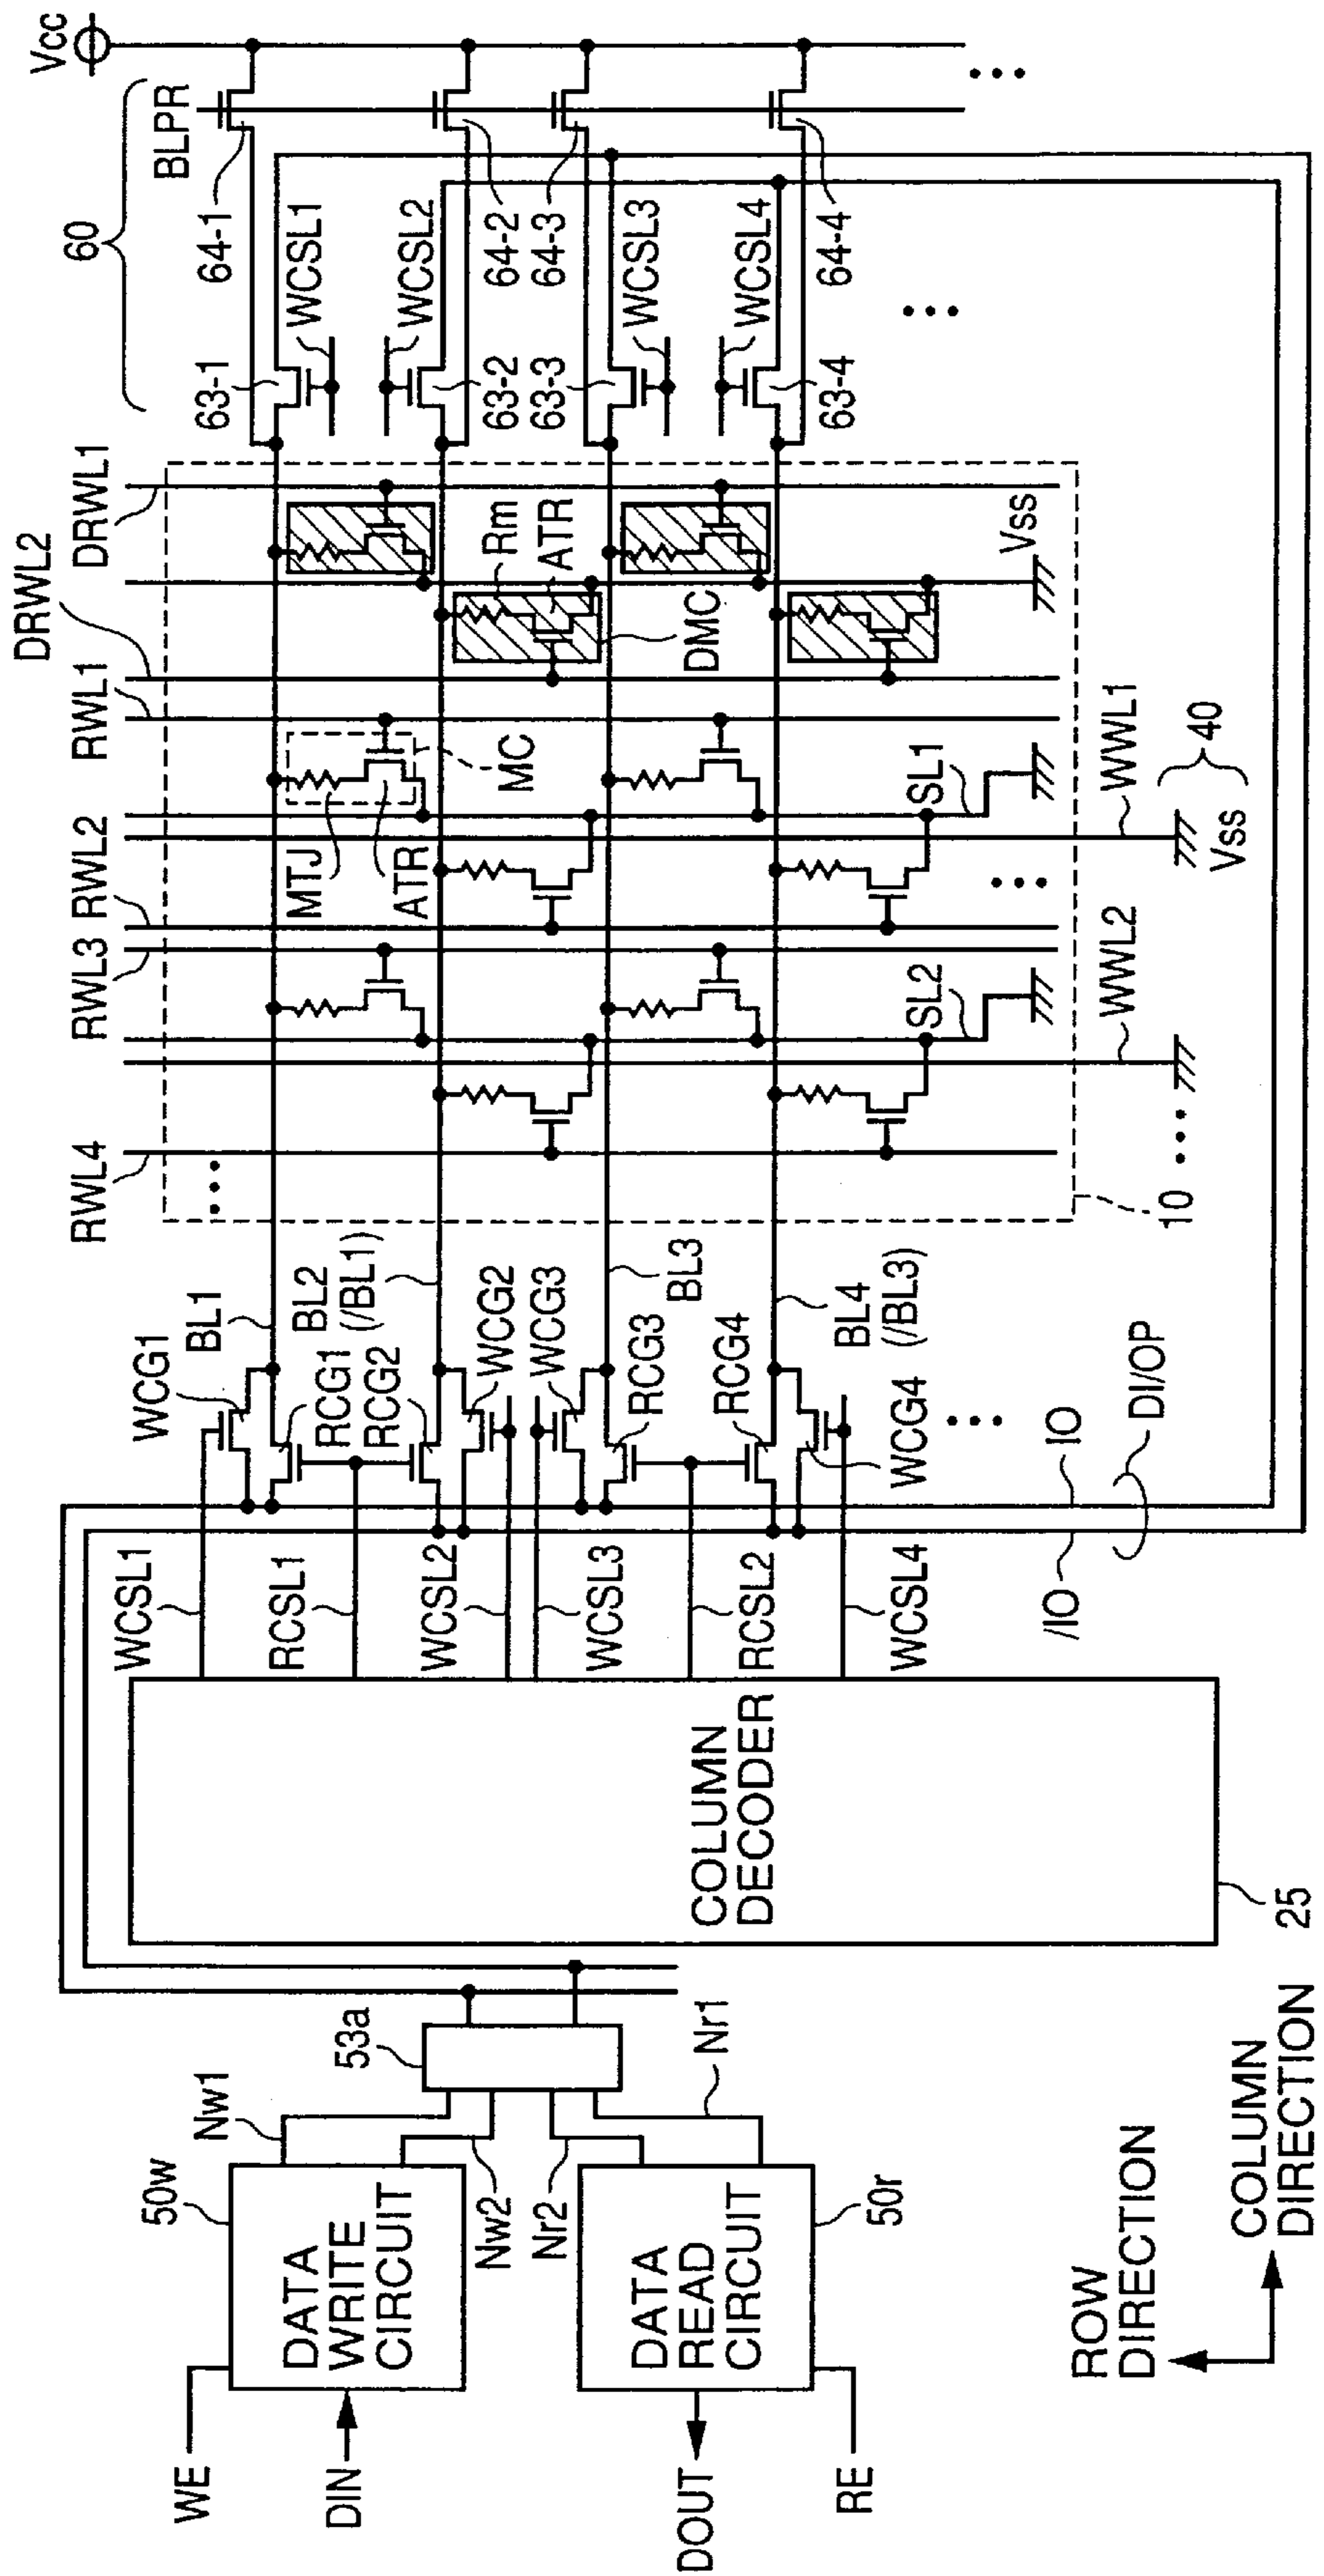 Vcc
60
BLPR
64-1
WCSL1
WCSL2
64-2
64-3
WCSL3
WCSL4
64-4
63-1
63-2
63-3
63-4
DRWL1
DRWL2
RWL1
RWL2
RWL3
RWL4
Rm
ATR
DMC
Vss
MTJ
ATR
MC
SL1
WWL1
40
Vss
SL2
WWL2
10
BL1
BL2
(/BL1)
BL3
BL4
(/BL3)
WCG1
RCG1
RCG2
WCG2
WCG3
RCG3
RCG4
WCG4
IO
/IO
DI/OP
WCSL1
RCSL1
WCSL2
WCSL3
RCSL2
WCSL4
COLUMN
DECODER
25
53a
Nw1
Nw2
Nr2
Nr1
50w
DATA
WRITE
CIRCUIT
50r
DATA
READ
CIRCUIT
WE
DIN
DOUT
RE
ROW
DIRECTION
COLUMN
DIRECTION